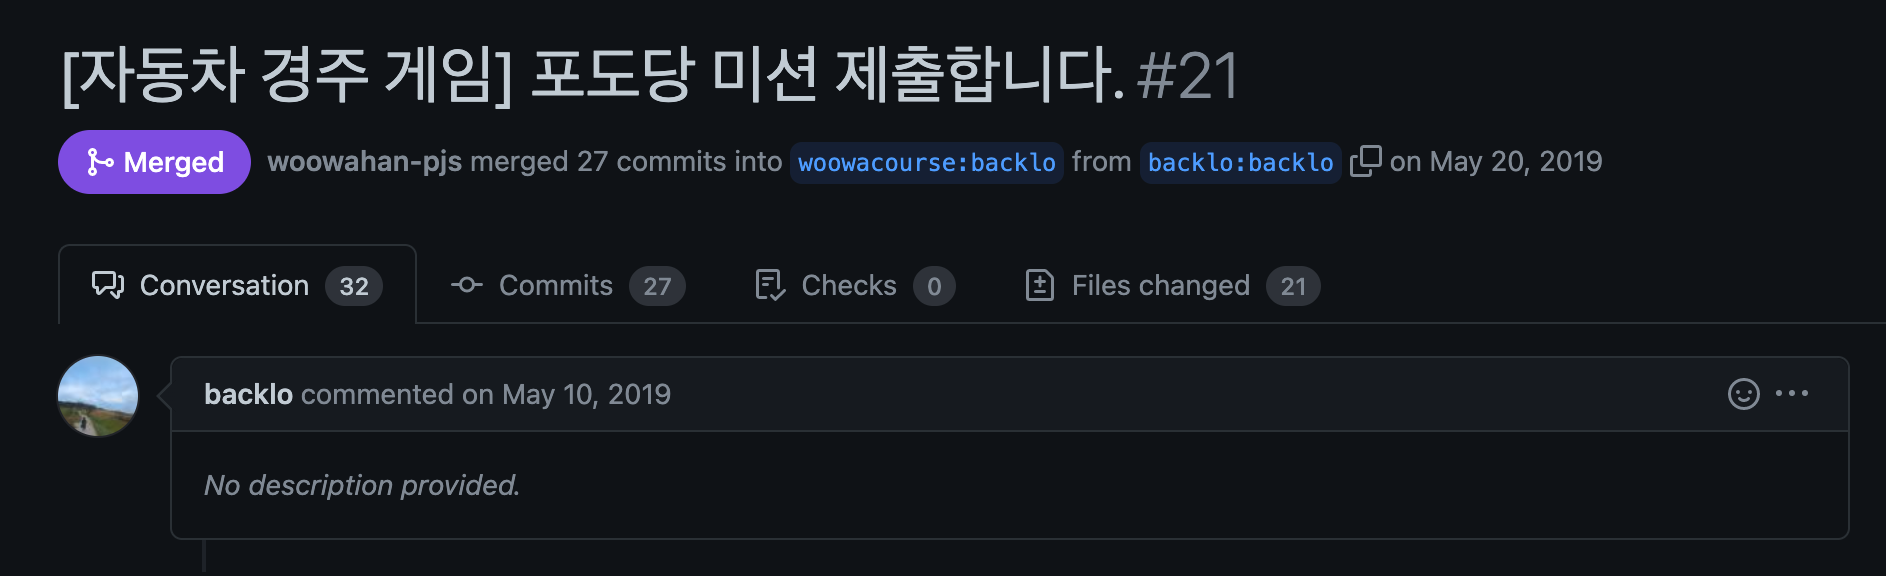 [자동차 경주 게임] 포도당 미션 제출합니다. #21
Merged woowahan-pjs merged 27 commits into woowacourse:backlo from backlo:backlo on May 20, 2019
Conversation 32 Commits 27 Checks 0 Files changed 21
backlo commented on May 10, 2019
No description provided.